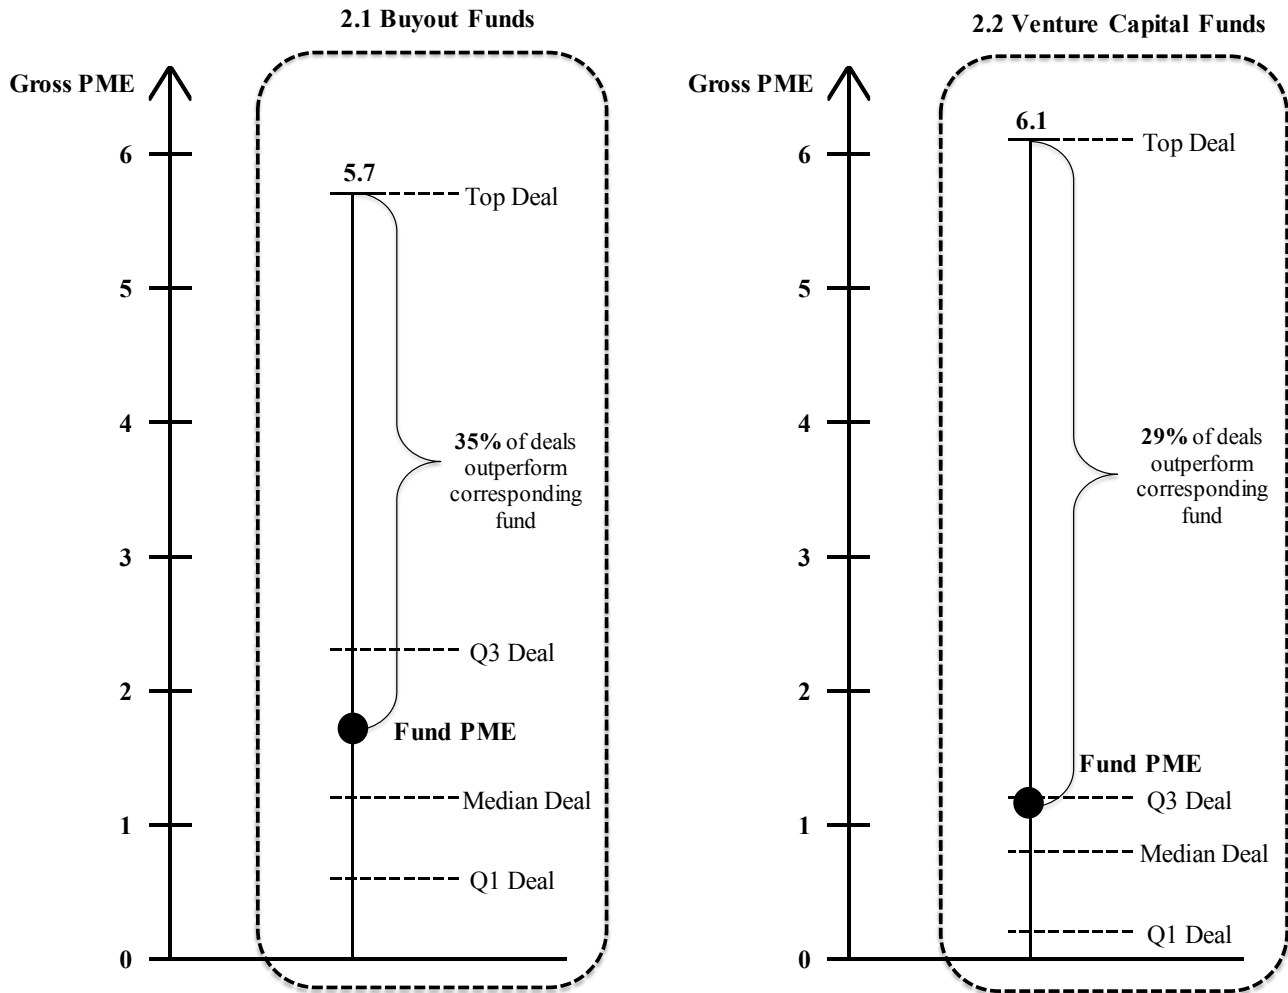 2.1 Buyout Funds
Gross PME
6
5
4
3
2
1
0
5.7
Top Deal
35% of deals
outperform
corresponding
fund
Q3 Deal
Fund PME
Median Deal
Q1 Deal
2.2 Venture Capital Funds
Gross PME
6
5
4
3
2
1
0
6.1
Top Deal
29% of deals
outperform
corresponding
fund
Fund PME
Q3 Deal
Median Deal
Q1 Deal